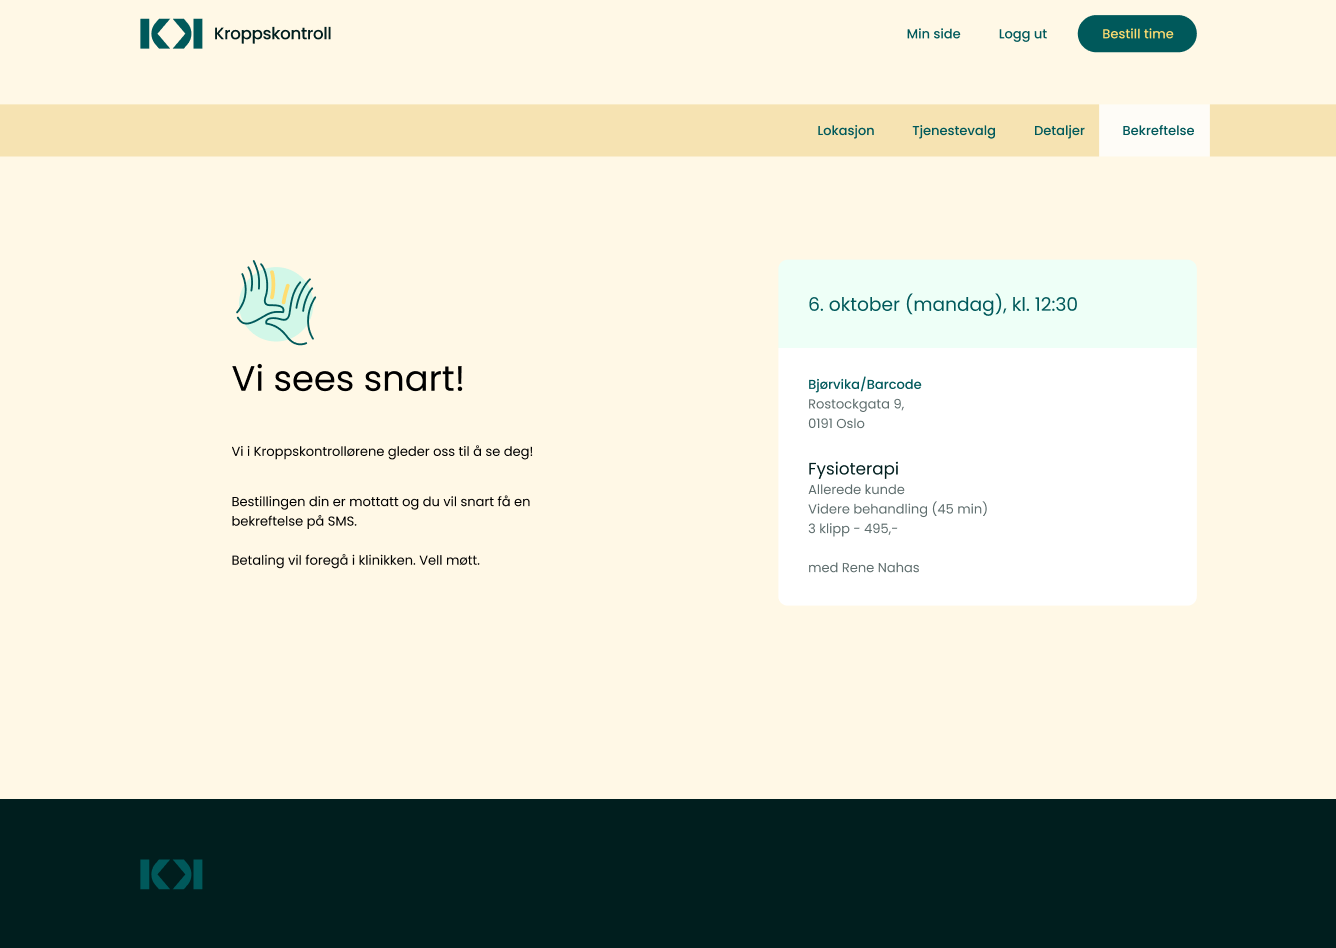 Kroppskontroll
Min side
Logg ut
Bestill time
Lokasjon
Tjenestevalg
Detaljer
Bekreftelse
Vi sees snart!
Vi i Kroppskontrollørene gleder oss til å se deg!
Bestillingen din er mottatt og du vil snart få en
bekreftelse på SMS.
Betaling vil foregå i klinikken. Vell møtt.
6. oktober (mandag), kl. 12:30
Bjørvika/Barcode
Rostockgata 9,
0191 Oslo
Fysioterapi
Allerede kunde
Videre behandling (45 min)
3 klipp - 495,-
med Rene Nahas